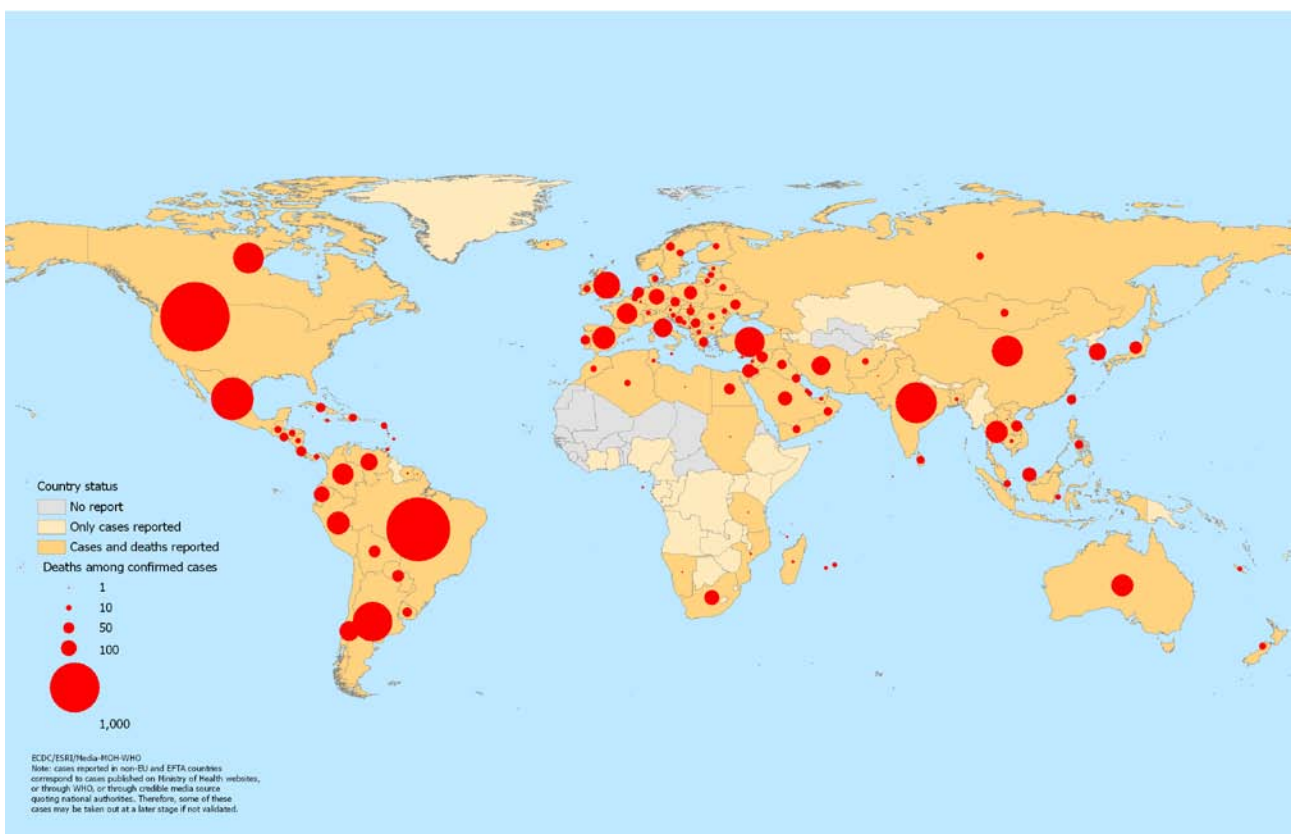 Country status
No report
Only cases reported
Cases and deaths reported
Deaths among confirmed cases
1
10
50
100
1,000
ECDC/ESRI/Media-MOH-WHO
Note: cases reported in non-EU and EFTA countries
correspond to cases published on Ministry of Health websites,
or through WHO, or through credible media source
quoting national authorities. Therefore, some of these
cases may be taken out at a later stage if not validated.